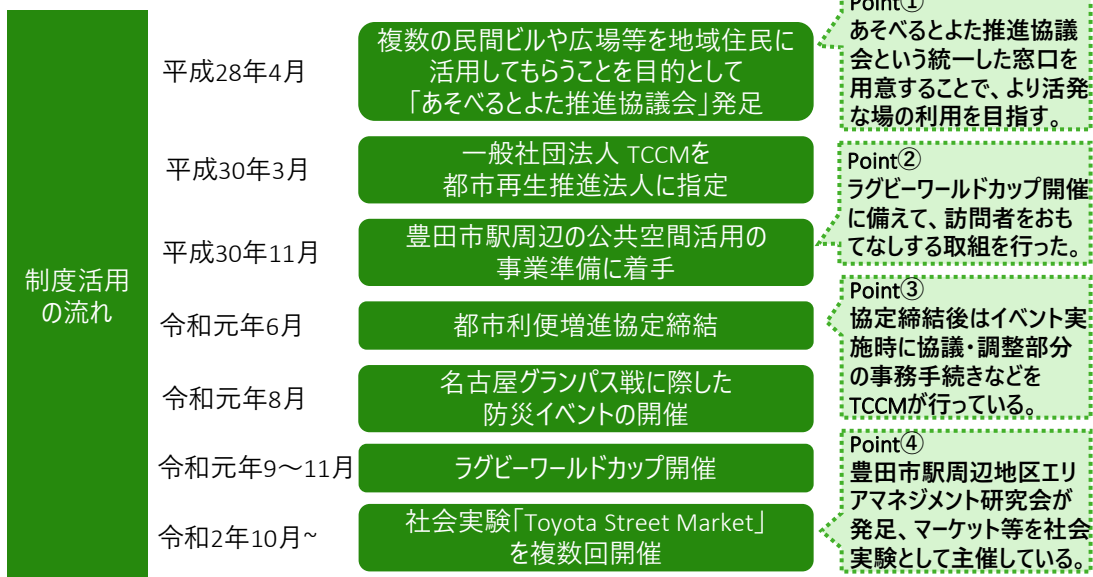 制度活用
の流れ
平成28年4月
複数の民間ビルや広場等を地域住民に
活用してもらうことを目的として
「あそべるとよた推進協議会」発足
Point①
あそべるとよた推進協議
会という統一した窓口を
用意することで、より活発
な場の利用を目指す。
平成30年3月
一般社団法人 TCCMを
都市再生推進法人に指定
Point②
ラグビーワールドカップ開催
に備えて、訪問者をおも
てなしする取組を行った。
平成30年11月
豊田市駅周辺の公共空間活用の
事業準備に着手
令和元年6月
都市利便増進協定締結
Point③
協定締結後はイベント実
施時に協議・調整部分
の事務手続きなどを
TCCMが行っている。
令和元年8月
名古屋グランパス戦に際した
防災イベントの開催
令和元年9～11月
ラグビーワールドカップ開催
Point④
豊田市駅周辺地区エリ
アマネジメント研究会が
発足、マーケット等を社会
実験として主催している。
令和2年10月~
社会実験「Toyota Street Market」
を複数回開催